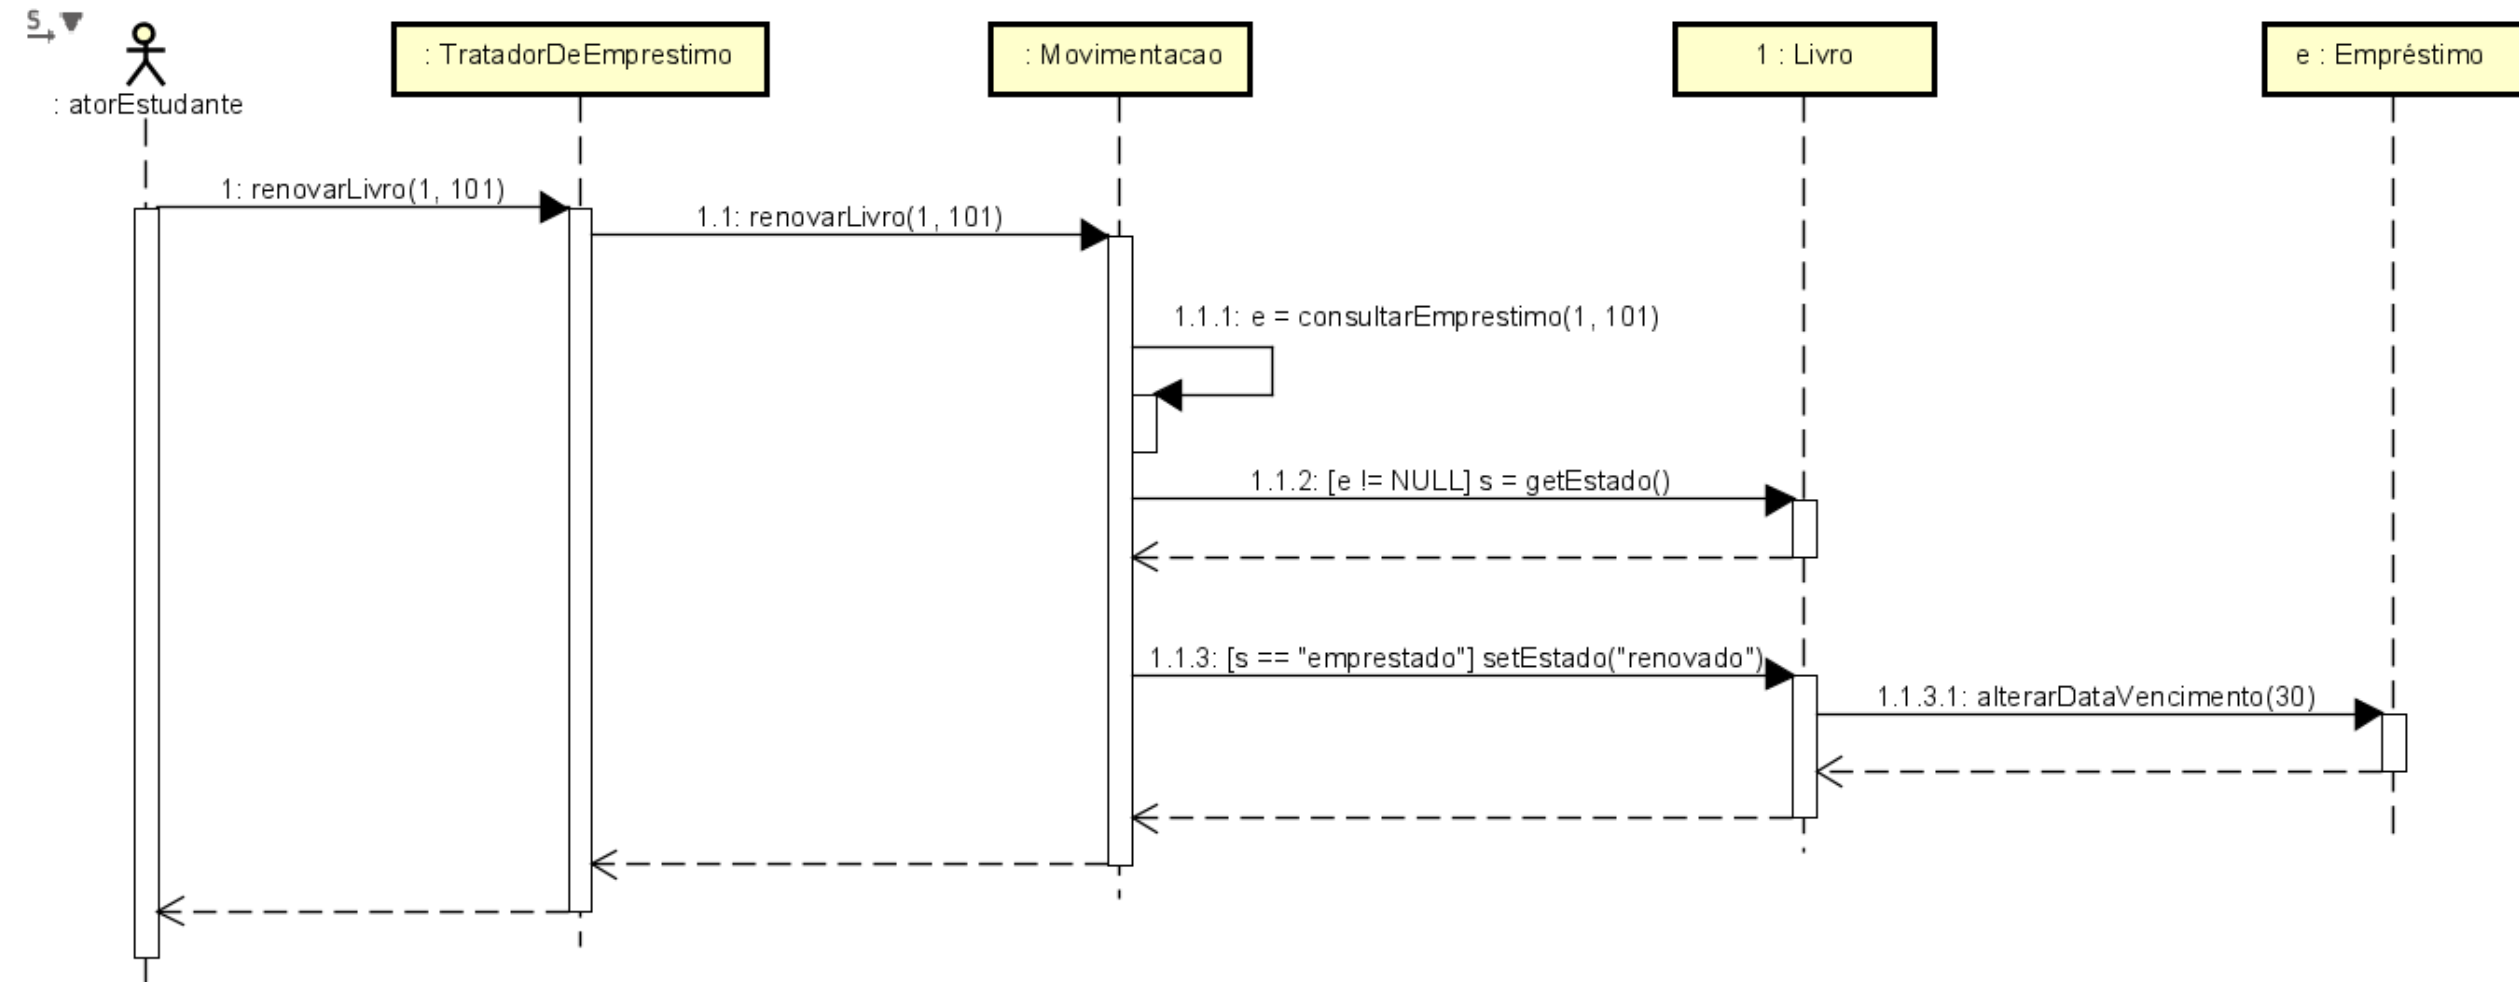 S
: TratadorDeEmprestimo
: Movimentacao
1 : Livro
e : Empréstimo
: atorEstudante
1: renovarLivro(1, 101)
1.1: renovarLivro(1, 101)
1.1.1: e = consultarEmprestimo(1, 101)
1.1.2: [e != NULL] s = getEstado()
1.1.3: [s == "emprestado"] setEstado("renovado")
1.1.3.1: alterarDataVencimento(30)